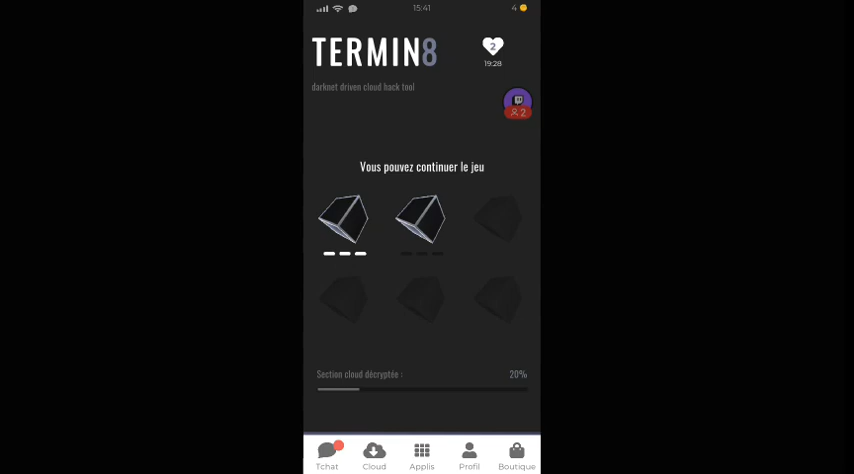 15:41
4
TERMIN8
2
19:28
darknet driven cloud hack tool
2
Vous pouvez continuer le jeu
Section cloud décryptée :
20%
Tchat
Cloud
Applis
Profil
Boutique